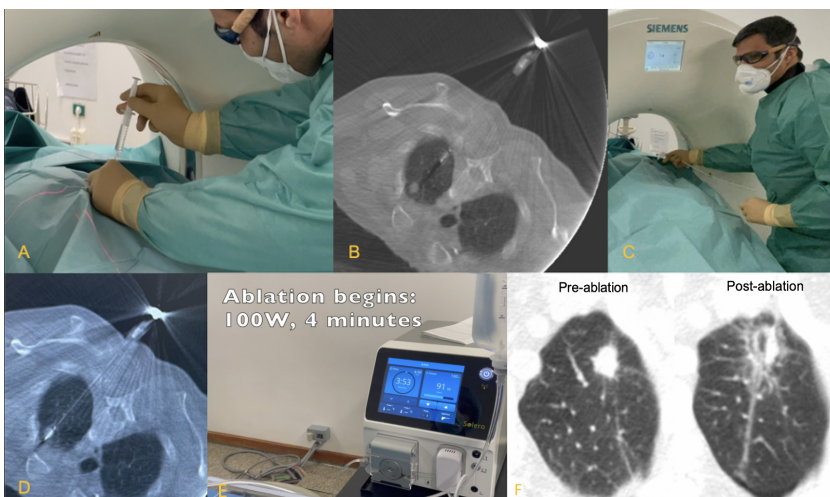 A
B
SIEMENS
C
D
Ablation begins:
100W, 4 minutes
3:53
91
Solero
E
Pre-ablation
Post-ablation
F